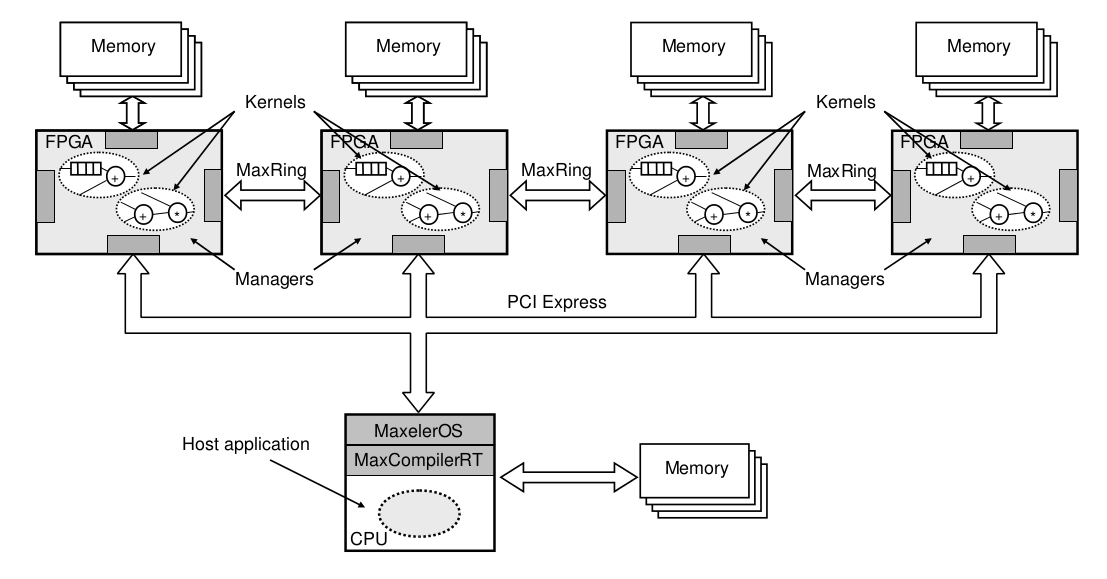 Memory
Memory
Memory
Memory
Kernels
Kernels
FPGA
FPGA
FPGA
FPGA
MaxRing
MaxRing
MaxRing
+
+
+
+
+
*
+
*
+
*
+
*
Managers
Managers
PCI Express
MaxelerOS
Host application
MaxCompilerRT
Memory
CPU